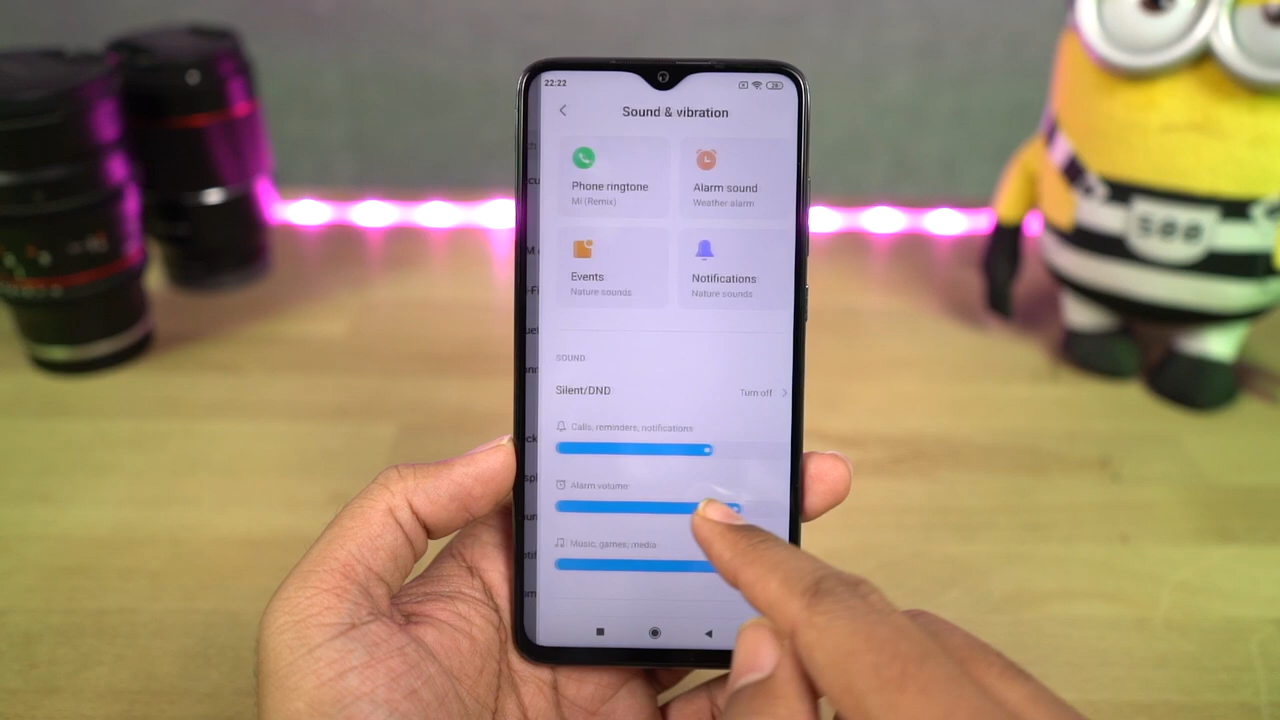 22:22
Sound & vibration
Phone ringtone
Mi (Remix)
Alarm sound
Weather alarm
Events
Nature sounds
Notifications
Nature sounds
SOUND
Silent/DND
Turn off
Calls, reminders, notifications
Alarm volume
Music, games, media